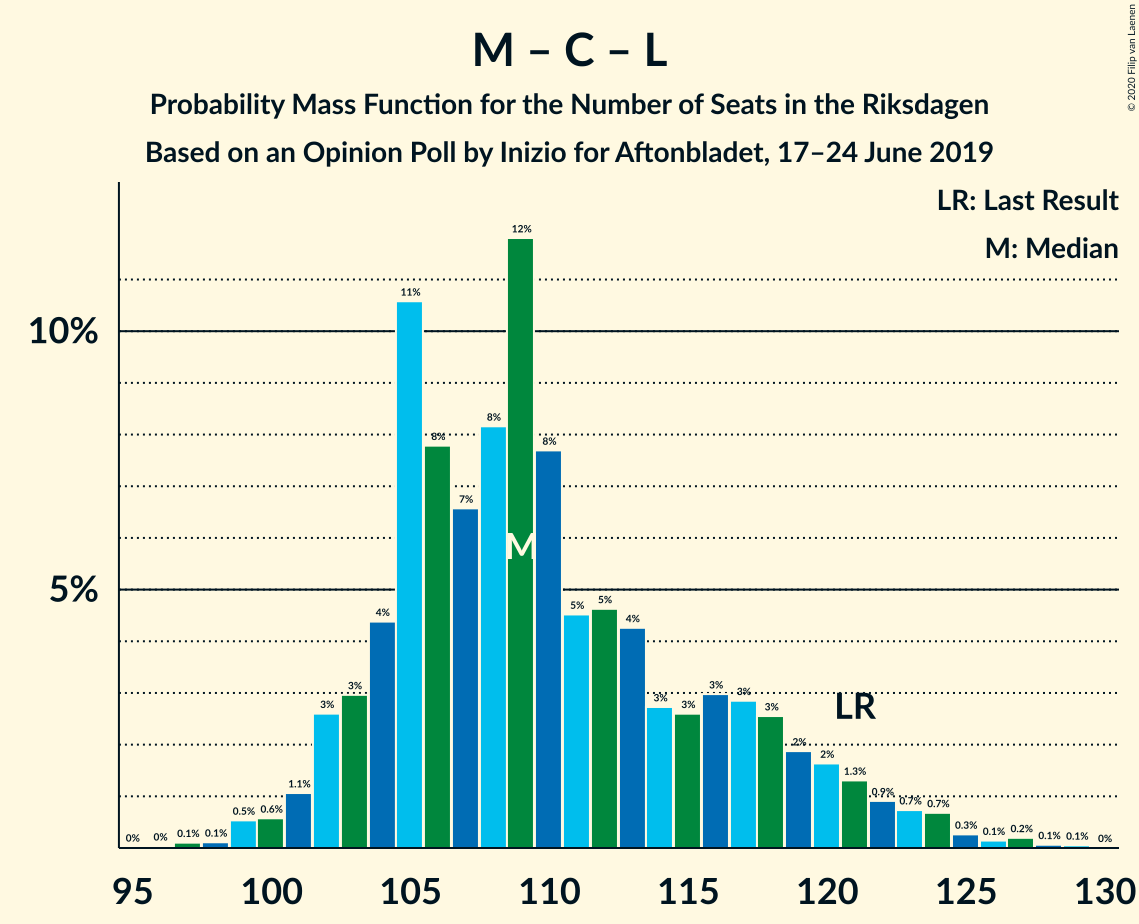 M – C – L
Probability Mass Function for the Number of Seats in the Riksdagen
Based on an Opinion Poll by Inizio for Aftonbladet, 17–24 June 2019
© 2020 Filip van Laenen
LR: Last Result
M: Median
10%
5%
0% 0% 0.1% 0.1% 0.5% 0.6% 1.1% 3% 3% 4% 11% 8% 7% 8% 12% 8% 5% 5% 4% 3% 3% 3% 3% 3% 2% 2% 1.3% 0.9% 0.7% 0.7% 0.3% 0.1% 0.2% 0.1% 0.1% 0%
M
LR
95 100 105 110 115 120 125 130